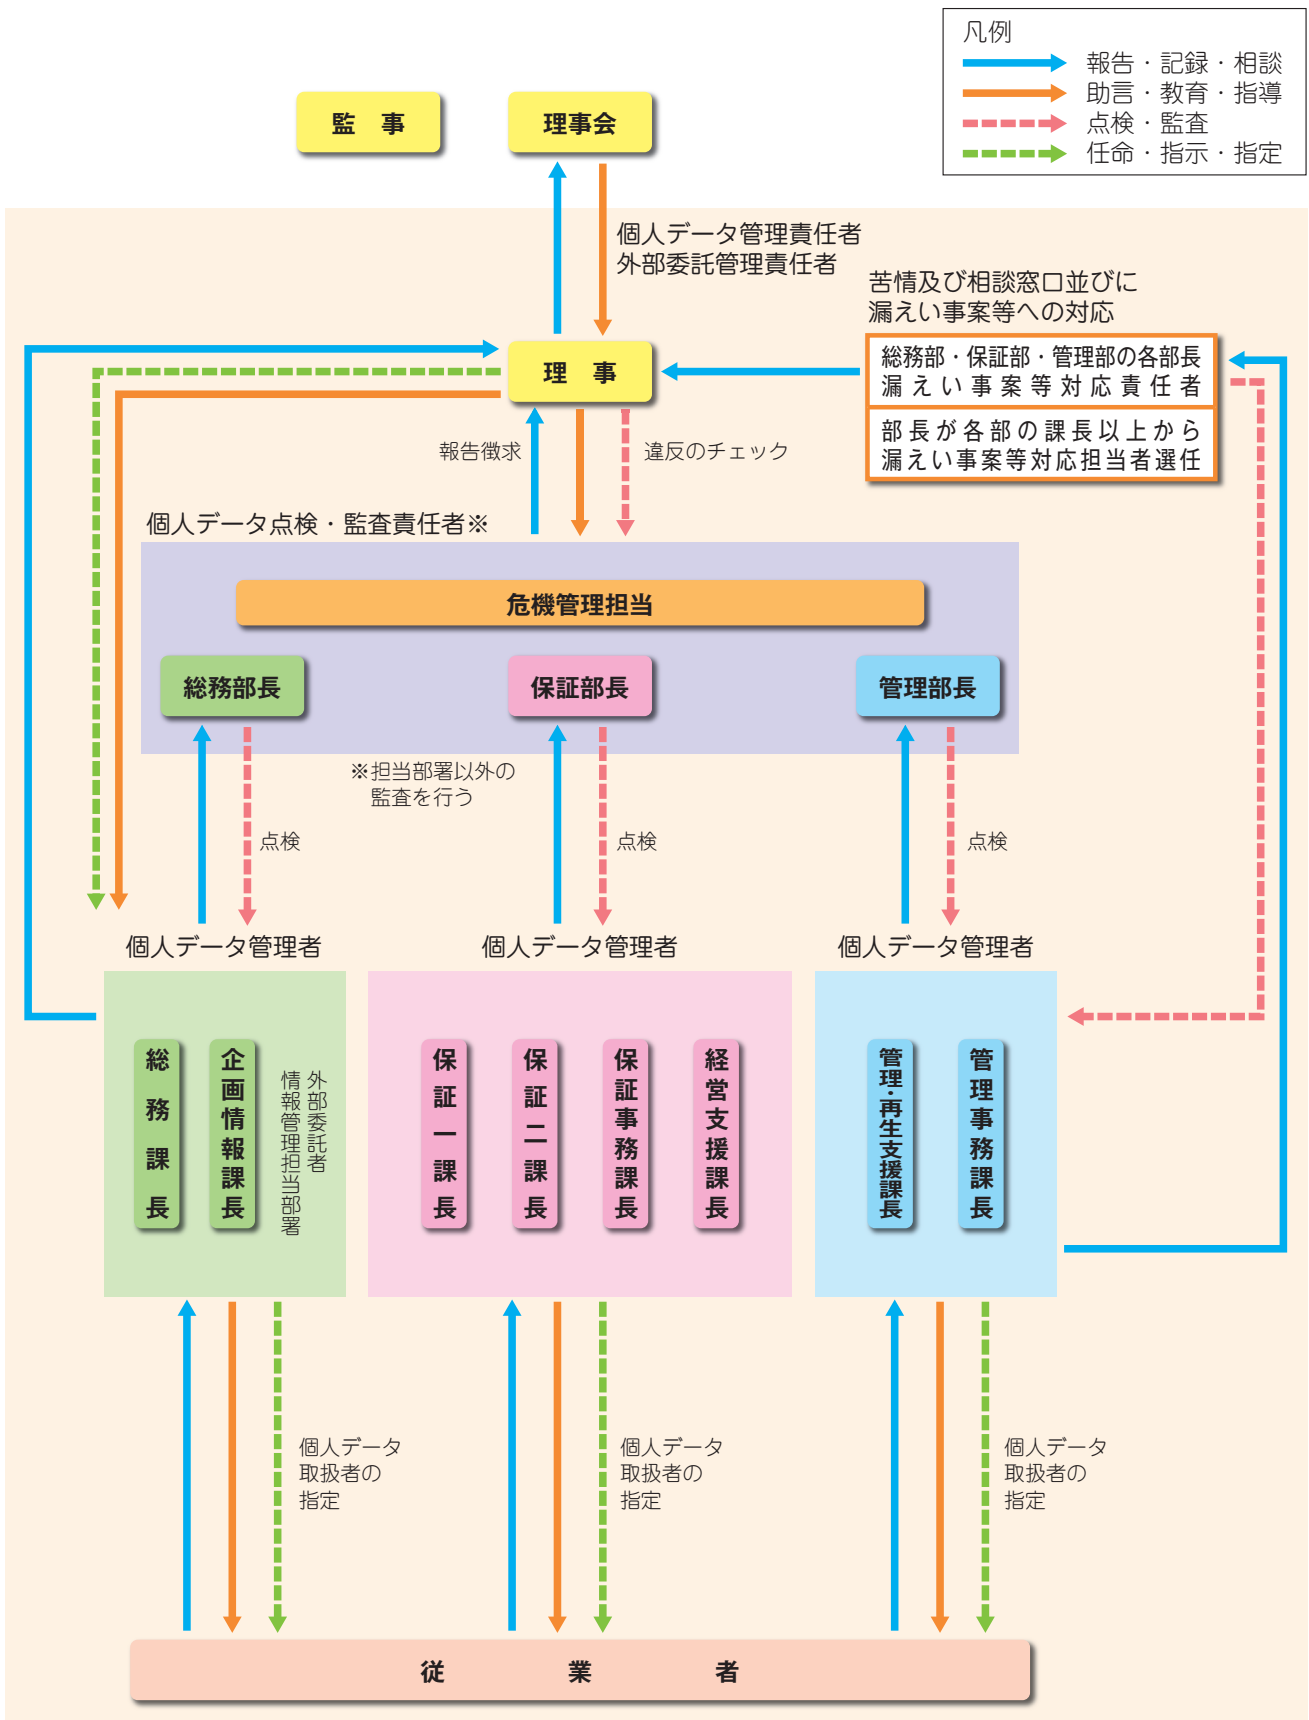 凡例
報告・記録・相談
助言・教育・指導
点検・監査
任命・指示・指定
監　事
理事会
個人データ管理責任者
外部委託管理責任者
苦情及び相談窓口並びに
漏えい事案等への対応
総務部・保証部・管理部の各部長
漏えい事案等対応責任者
部長が各部の課長以上から
漏えい事案等対応担当者選任
理　事
報告徴求
違反のチェック
個人データ点検・監査責任者※
危機管理担当
総務部長
保証部長
管理部長
※担当部署以外の
監査を行う
点検
点検
点検
個人データ管理者
個人データ管理者
個人データ管理者
総務課長
企画情報課長
外部委託者
情報管理担当部署
保証一課長
保証二課長
保証事務課長
経営支援課長
管理・再生支援課長
管理事務課長
個人データ
取扱者の
指定
個人データ
取扱者の
指定
個人データ
取扱者の
指定
従　業　者